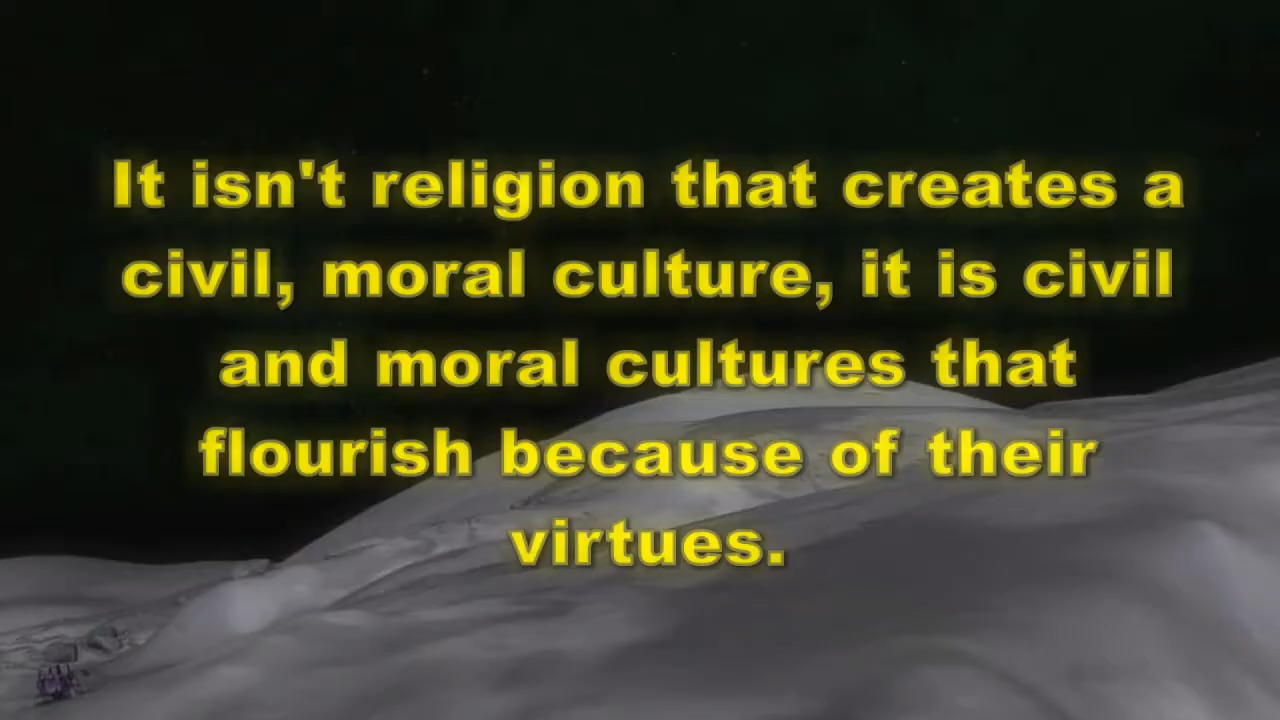 It isn't religion that creates a
civil, moral culture, it is civil
and moral cultures that
flourish because of their
virtues.